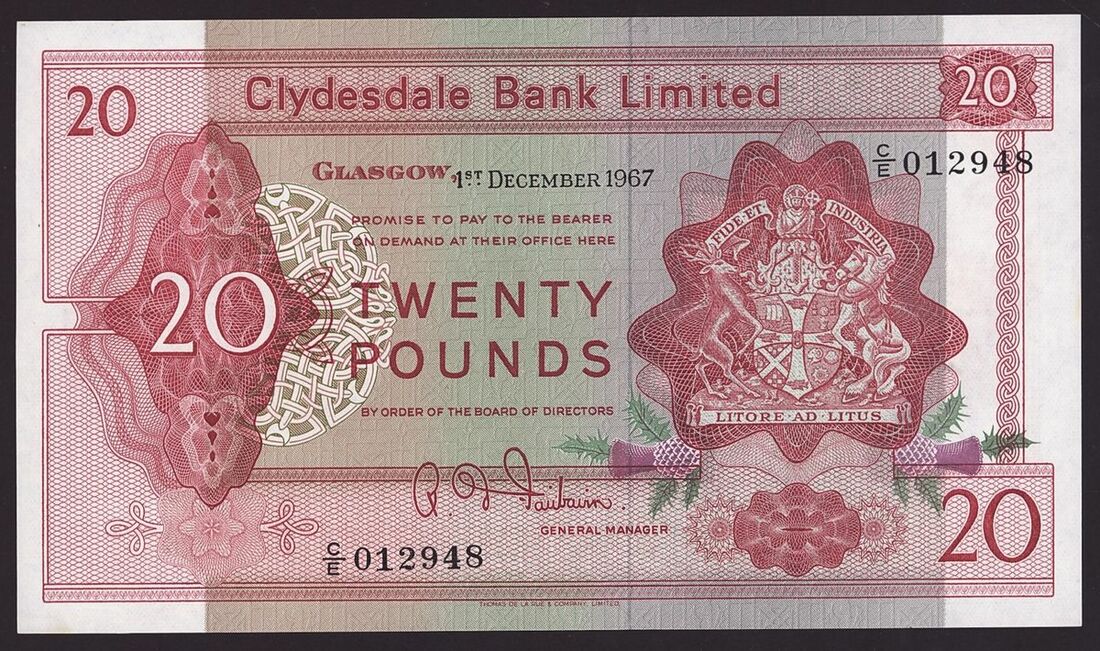 Clydesdale Bank Limited
20
20
C/E 012948
GLASGOW, 1ST DECEMBER 1967
PROMISE TO PAY TO THE BEARER
ON DEMAND AT THEIR OFFICE HERE
FIDE ET INDUSTRIA
20
TWENTY
POUNDS
BY ORDER OF THE BOARD OF DIRECTORS
LITORE AD LITUS
R. D. Fairbairn.
GENERAL MANAGER
20
C/E 012948
THOMAS DE LA RUE & COMPANY, LIMITED.